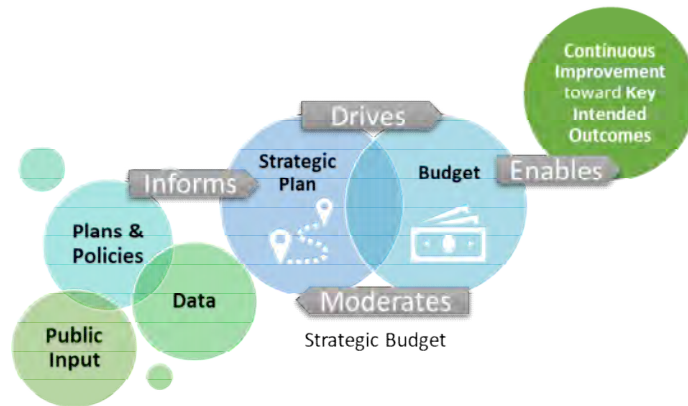 Continuous
Improvement
toward Key
Intended
Outcomes
Drives
Strategic
Plan
Budget
Enables
Informs
Plans &
Policies
Data
Moderates
Public
Input
Strategic Budget